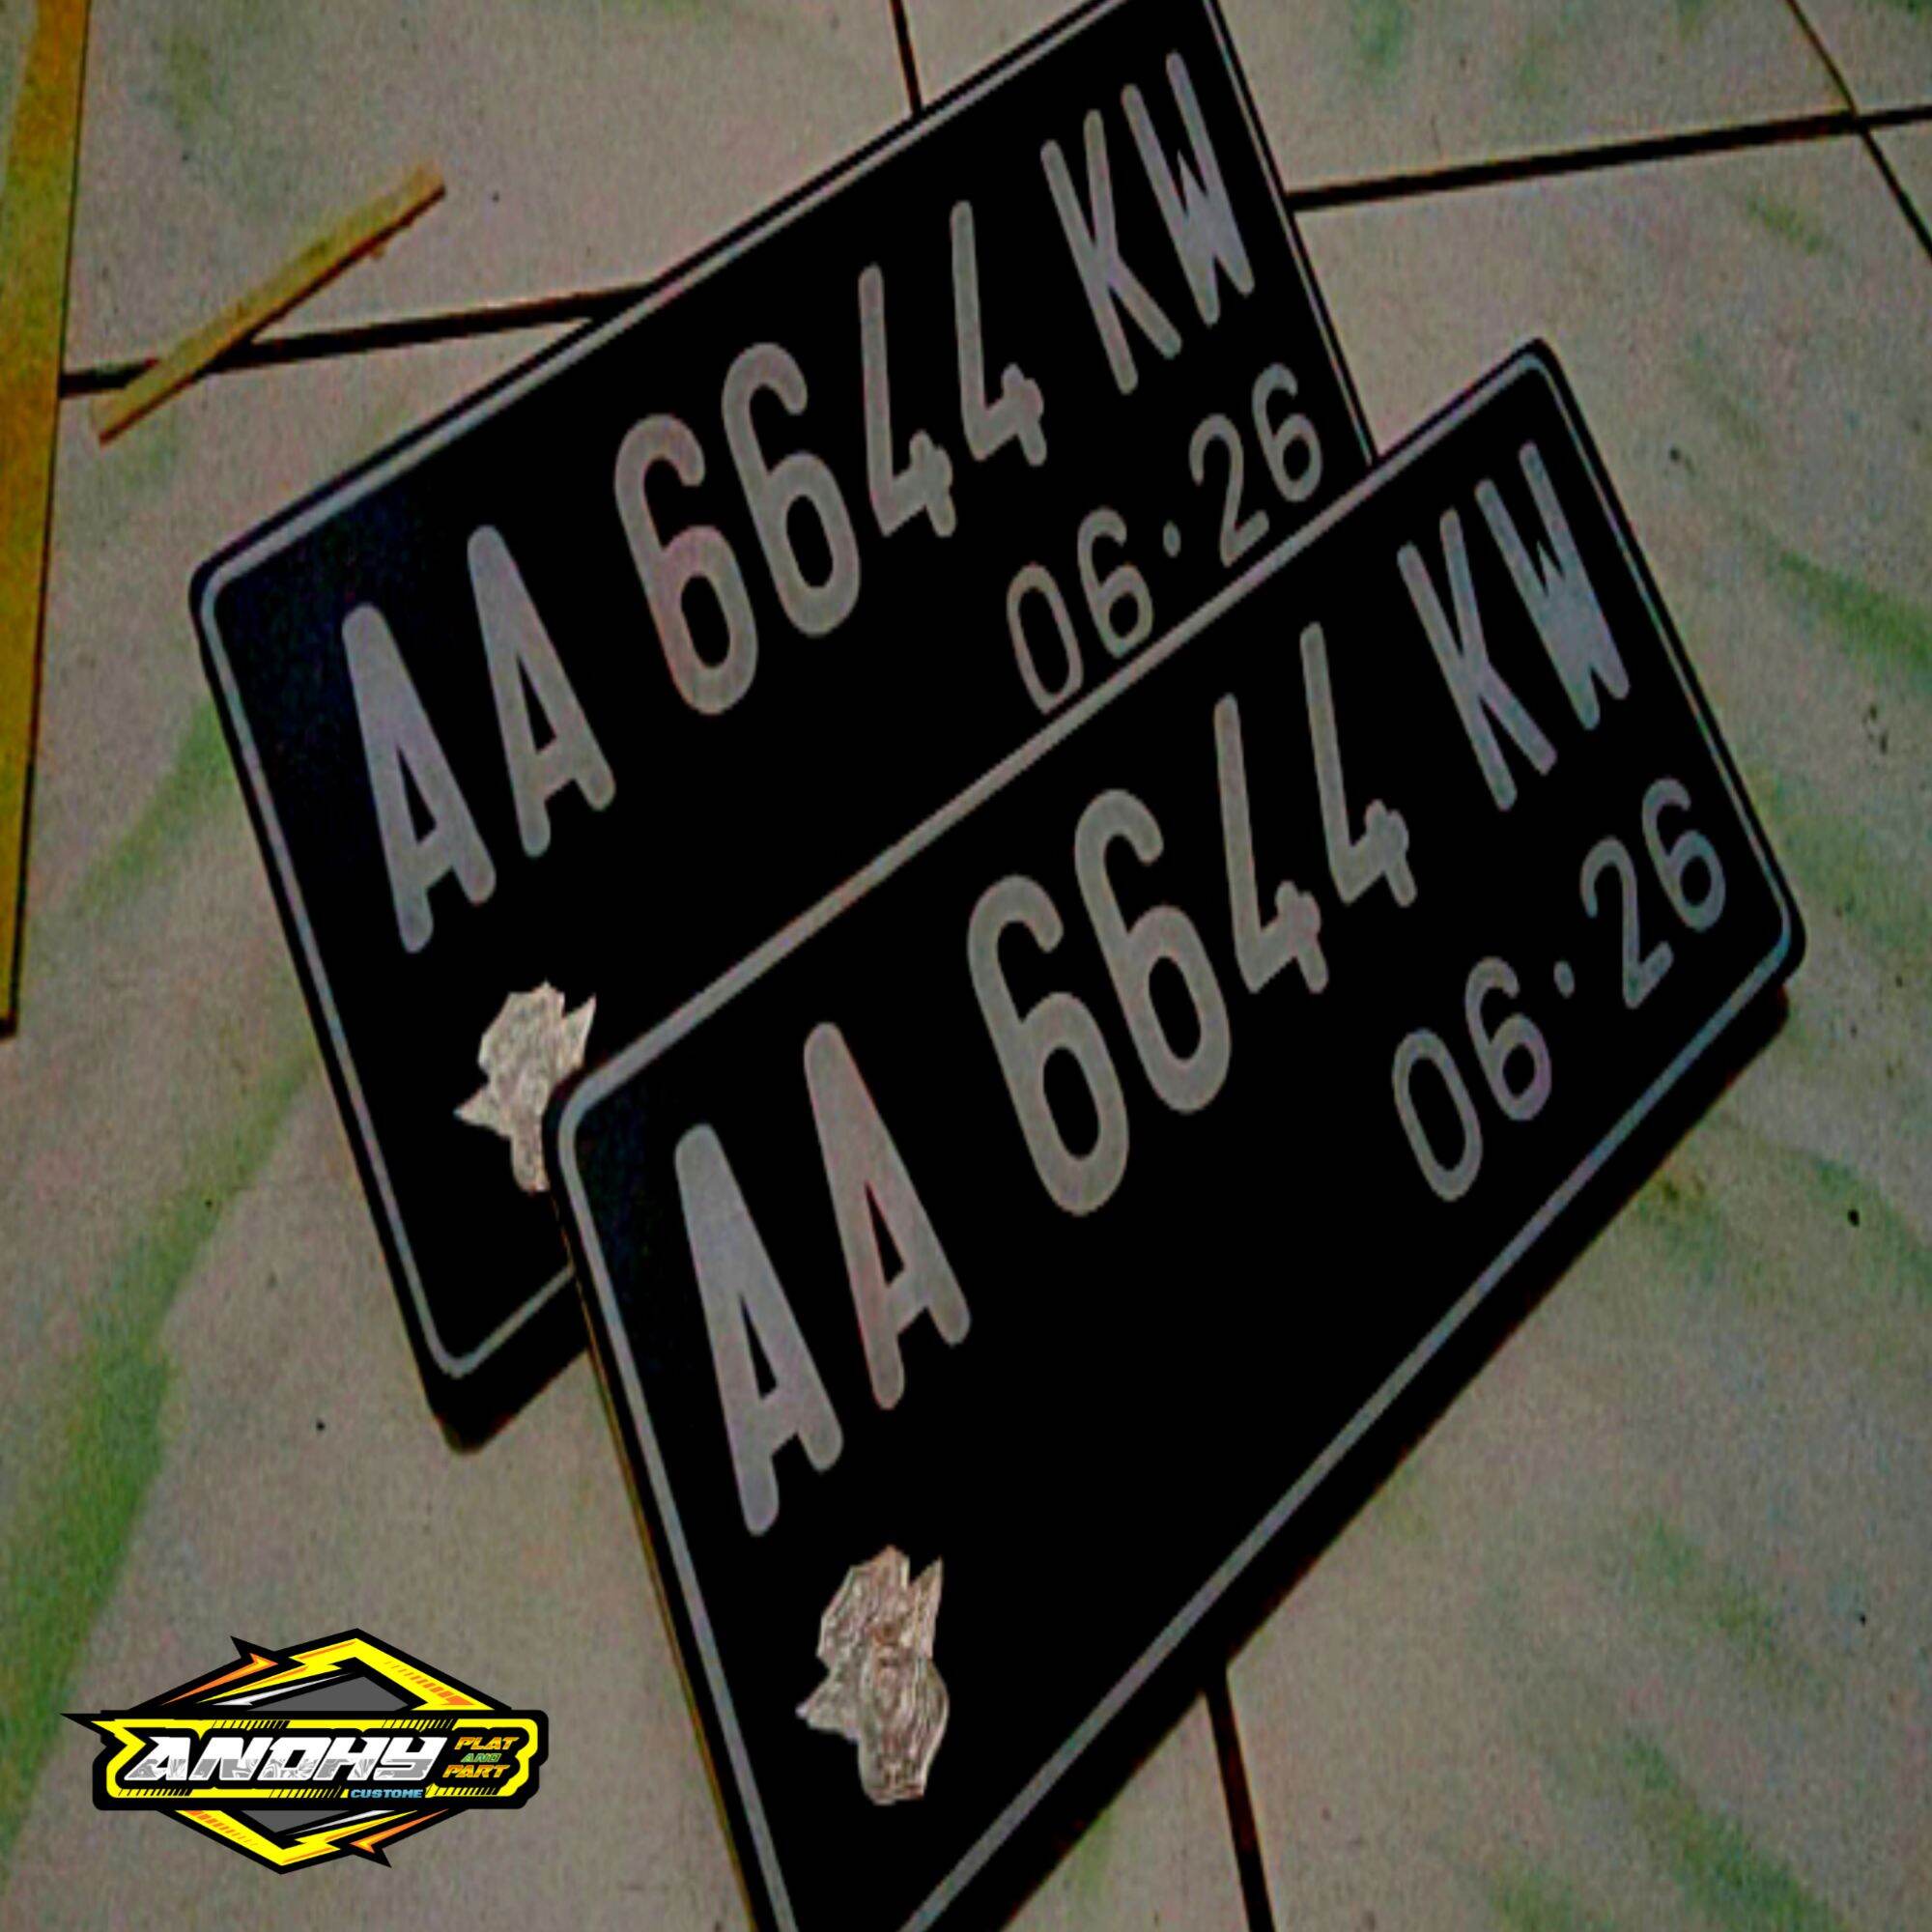 AA 6644 KW
06·26
AA 6644 KW
06·26
ANDHY
PLAT
AND
PART
CUSTOME